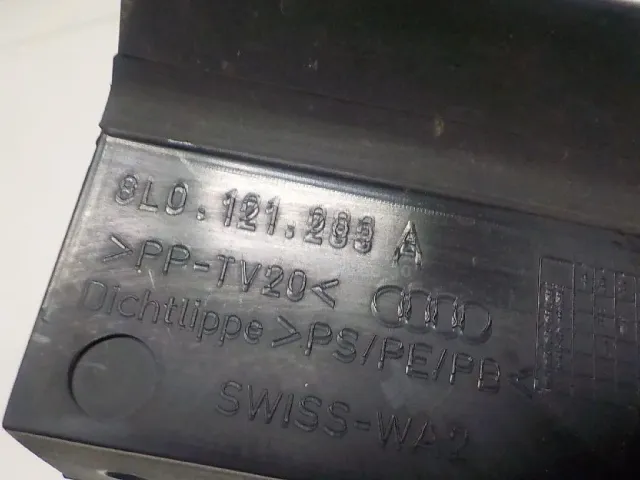 8L0.121.283 A
>PP-TV20<
Dichtlippe >PS/PE/PB
SWISS-WA2